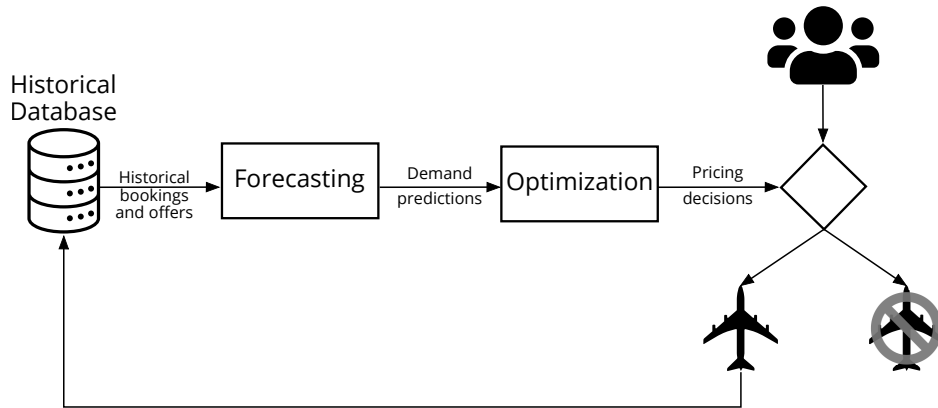 Historical
Database
Historical
bookings
and offers
Forecasting
Demand
predictions
Optimization
Pricing
decisions